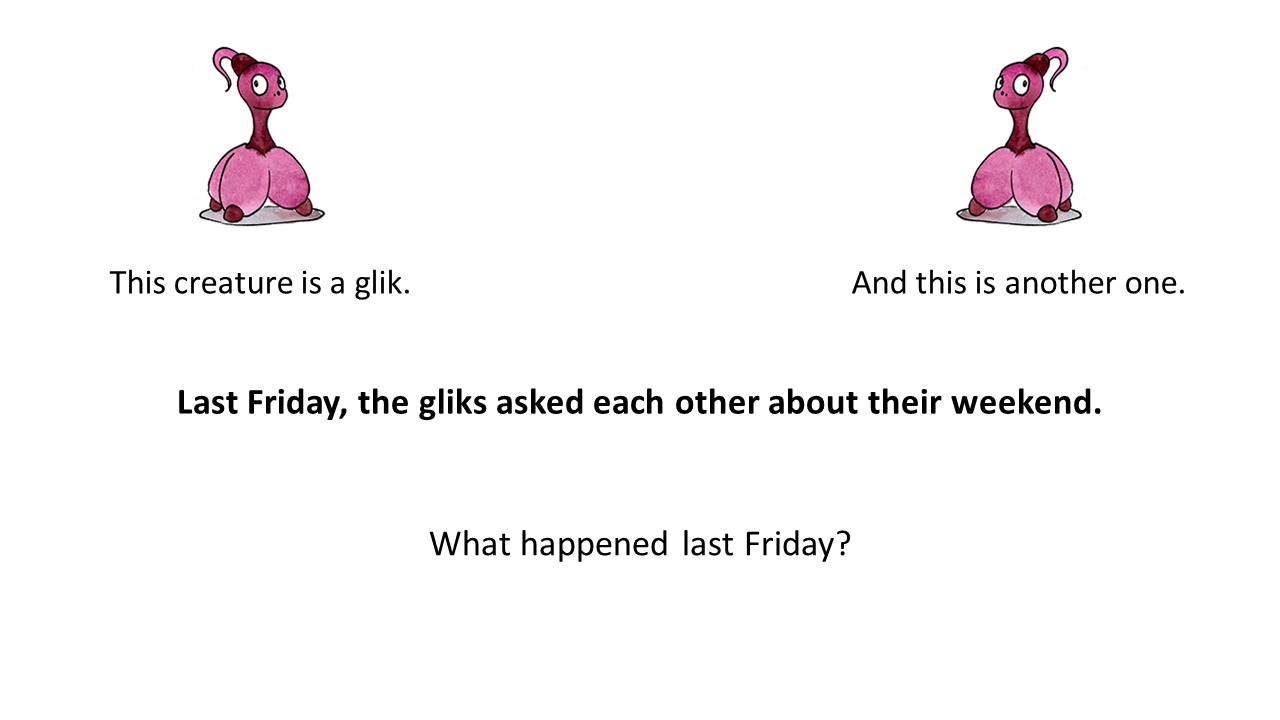 This creature is a glik.
And this is another one.
Last Friday, the gliks asked each other about their weekend.
What happened last Friday?